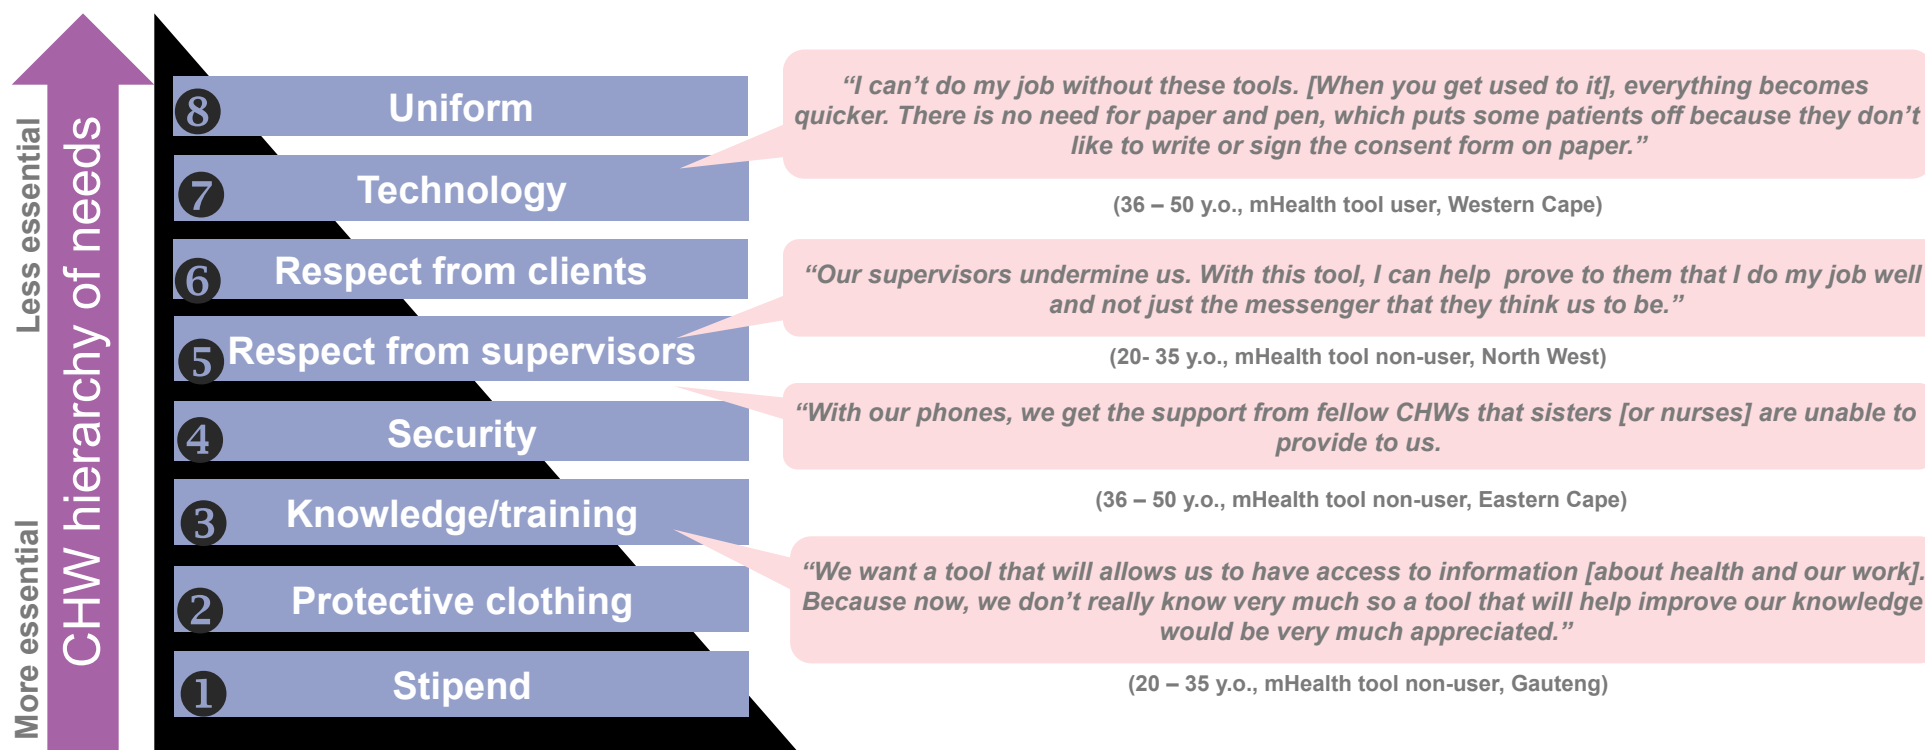 Less essential
More essential
CHW hierarchy of needs
8 Uniform
7 Technology
6 Respect from clients
5 Respect from supervisors
4 Security
3 Knowledge/training
2 Protective clothing
1 Stipend
“I can’t do my job without these tools. [When you get used to it], everything becomes
quicker. There is no need for paper and pen, which puts some patients off because they don’t
like to write or sign the consent form on paper.”
(36 – 50 y.o., mHealth tool user, Western Cape)
“Our supervisors undermine us. With this tool, I can help prove to them that I do my job well
and not just the messenger that they think us to be.”
(20- 35 y.o., mHealth tool non-user, North West)
“With our phones, we get the support from fellow CHWs that sisters [or nurses] are unable to
provide to us.
(36 – 50 y.o., mHealth tool non-user, Eastern Cape)
“We want a tool that will allows us to have access to information [about health and our work].
Because now, we don’t really know very much so a tool that will help improve our knowledge
would be very much appreciated.”
(20 – 35 y.o., mHealth tool non-user, Gauteng)